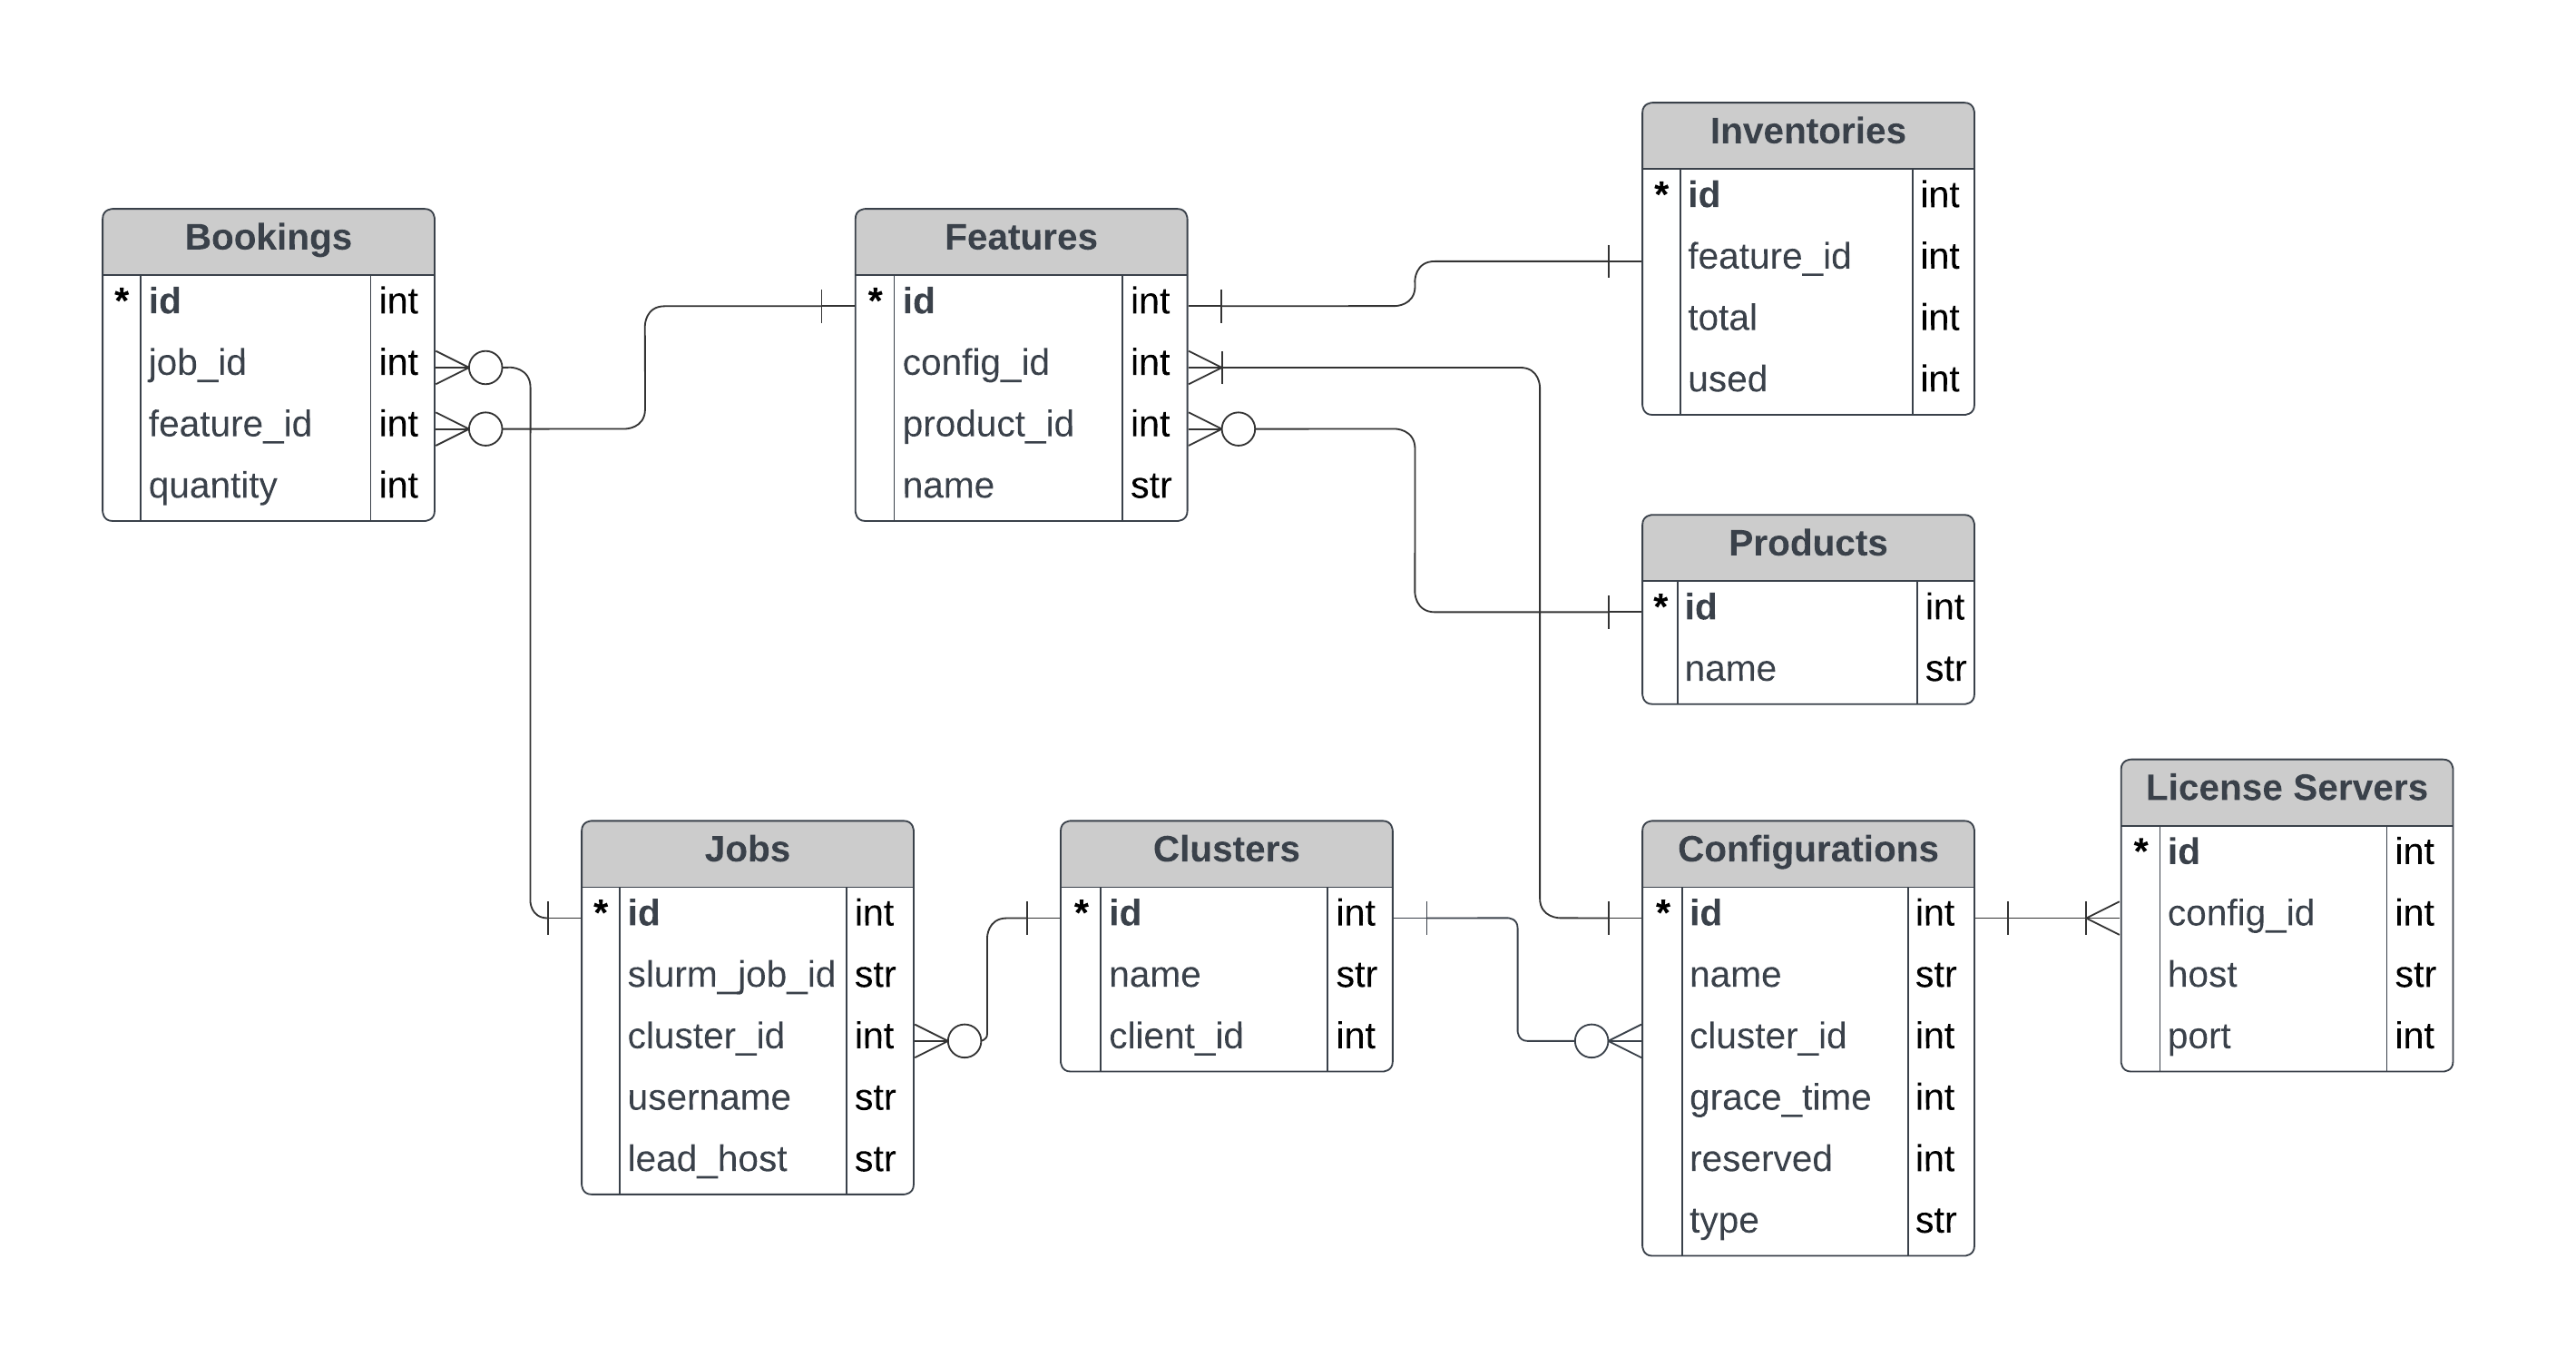 Bookings
* id int
job_id int
feature_id int
quantity int
Features
* id int
config_id int
product_id int
name str
Inventories
* id int
feature_id int
total int
used int
Products
* id int
name str
Jobs
* id int
slurm_job_id str
cluster_id int
username str
lead_host str
Clusters
* id int
name str
client_id int
Configurations
* id int
name str
cluster_id int
grace_time int
reserved int
type str
License Servers
* id int
config_id int
host str
port int